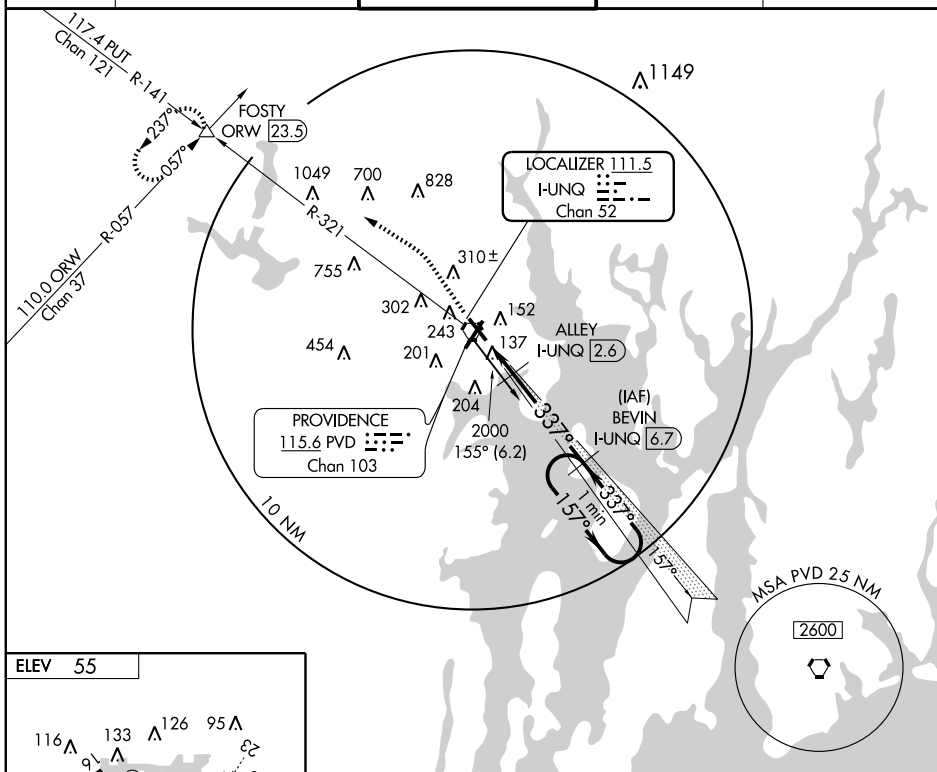 117.4 PUT
Chan 121
R-141
237°
057°
FOSTY
ORW 23.5
R-057
110.0 ORW
Chan 37
1149
1049
700
828
R-321
LOCALIZER 111.5
I-UNQ
Chan 52
755
310 ±
302
243
152
137
454
201
204
ALLEY
I-UNQ 2.6
2000
155° (6.2)
337°
(IAF)
BEVIN
I-UNQ 6.7
PROVIDENCE
115.6 PVD
Chan 103
1 min
157°
337°
157°
10 NM
MSA PVD 25 NM
2600
ELEV 55
116
133
126
95
16
23